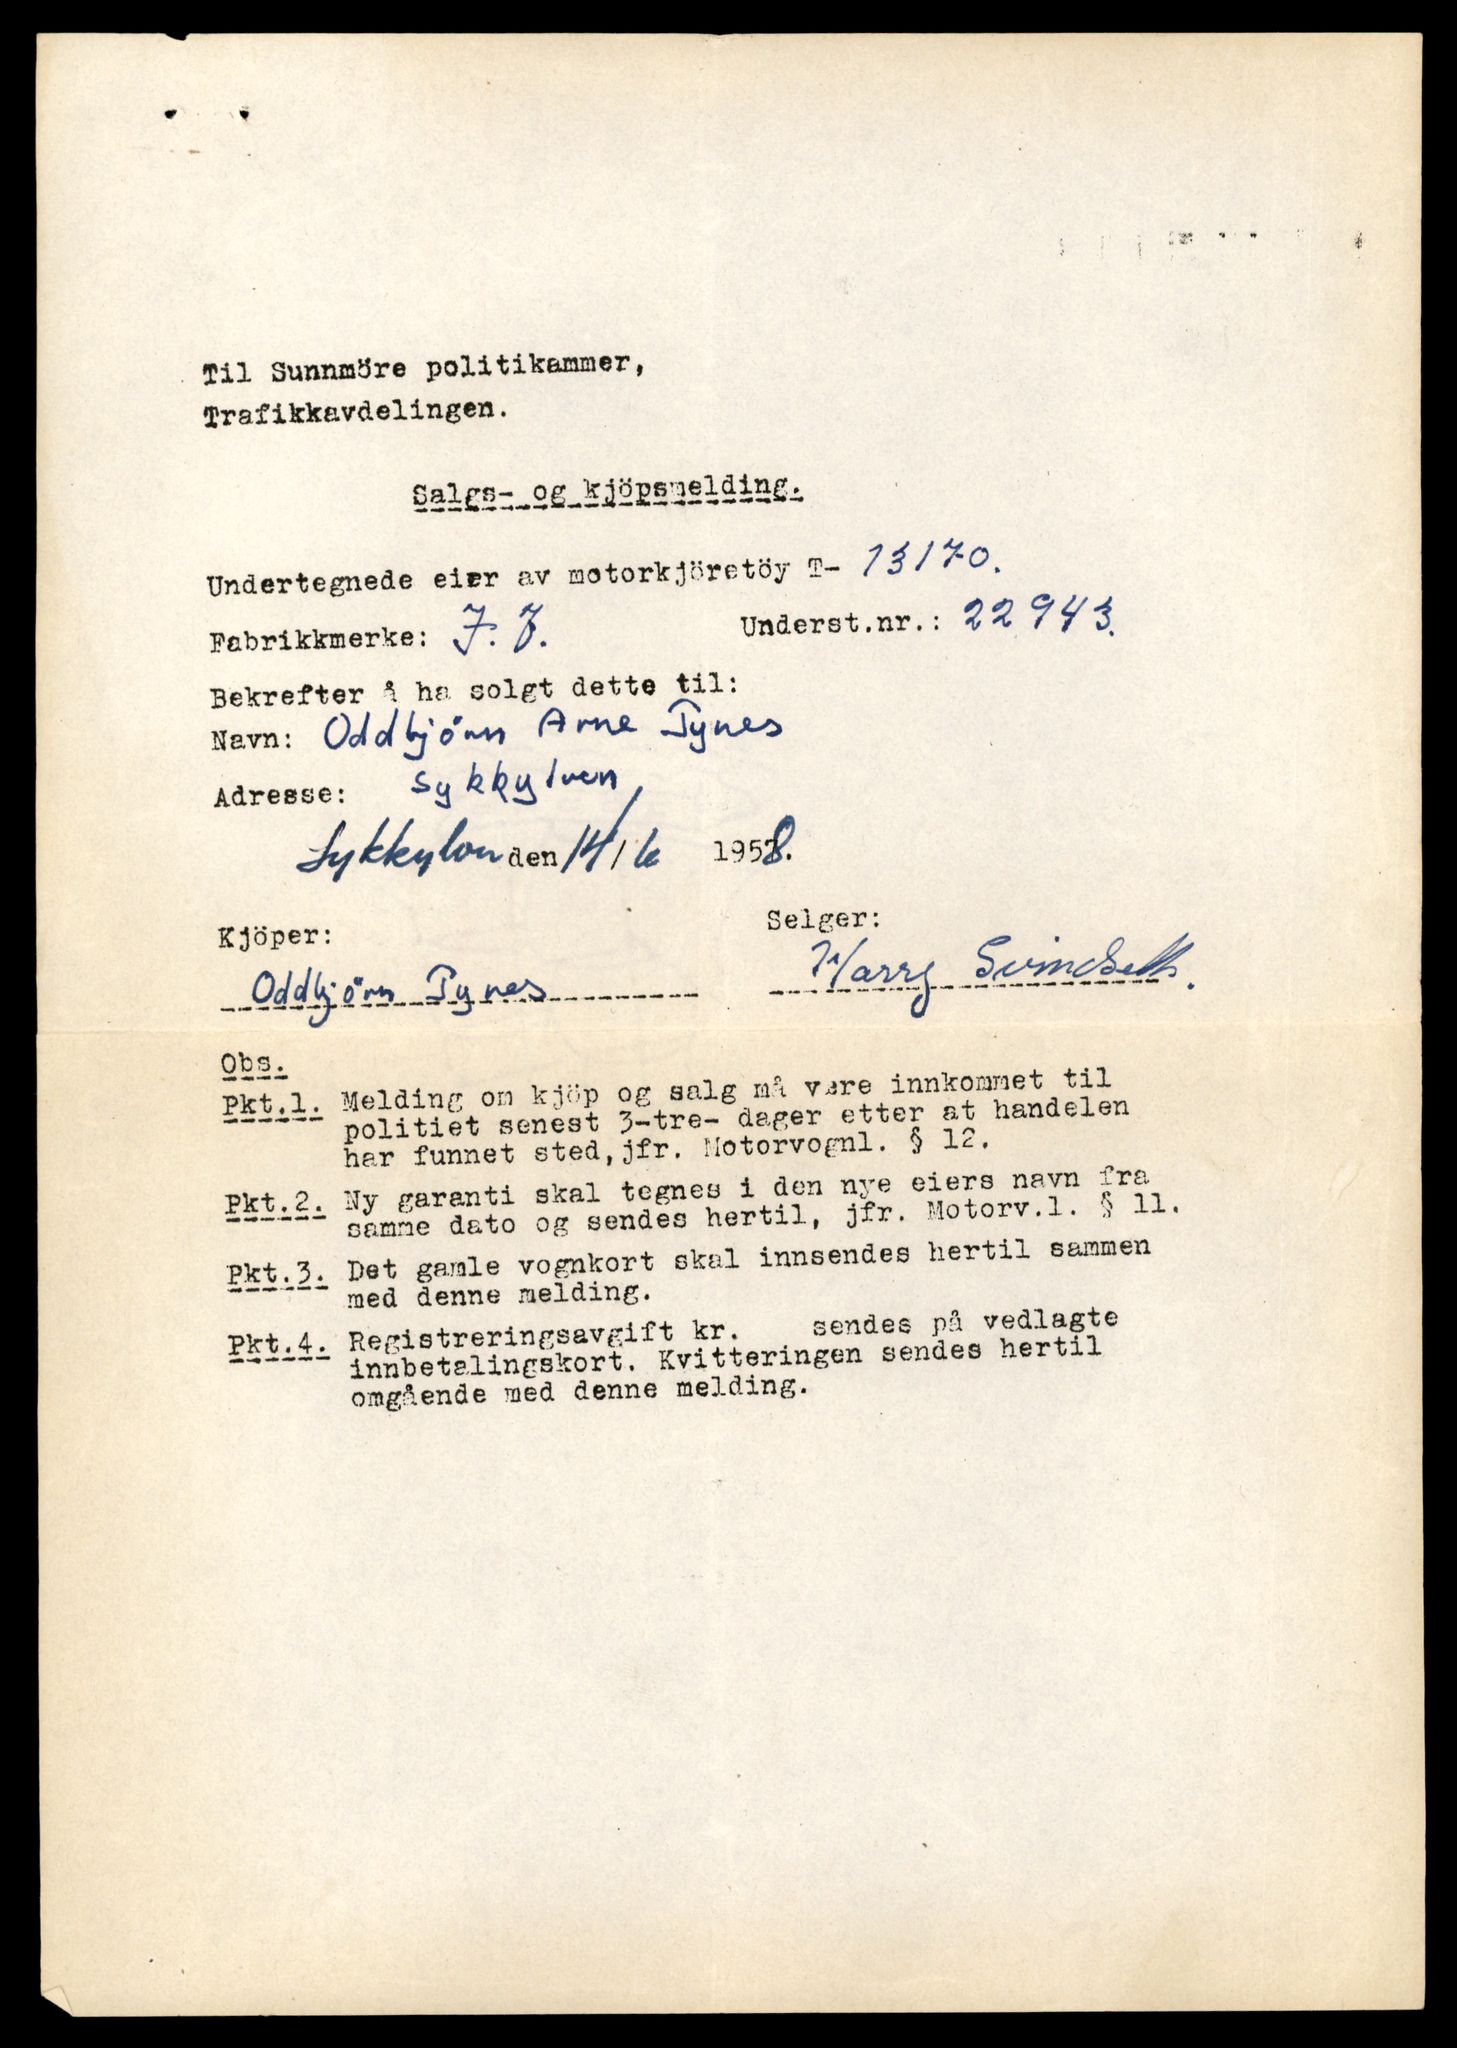 Til Sunnmöre politikammer,
Trafikkavdelingen.
Salgs- og kjöpsmelding.
Undertegnede eier av motorkjöretöy T- 13170.
Fabrikkmerke: J. J. Underst.nr.: 22943.
Bekrefter å ha solgt dette til:
Navn: Oddbjörn Arne Tynes
Adresse: Sykkylven
Sykkylven den 14/6 1958.
Kjöper: Selger:
Oddbjörn Tynes Harry Svindseth.
Obs.
Pkt.1. Melding om kjöp og salg må være innkommet til
politiet senest 3-tre- dager etter at handelen
har funnet sted, jfr. Motorvognl. § 12.
Pkt.2. Ny garanti skal tegnes i den nye eiers navn fra
samme dato og sendes hertil, jfr. Motorv.l. § 11.
Pkt.3. Det gamle vognkort skal innsendes hertil sammen
med denne melding.
Pkt.4. Registreringsavgift kr. sendes på vedlagte
innbetalingskort. Kvitteringen sendes hertil
omgående med denne melding.